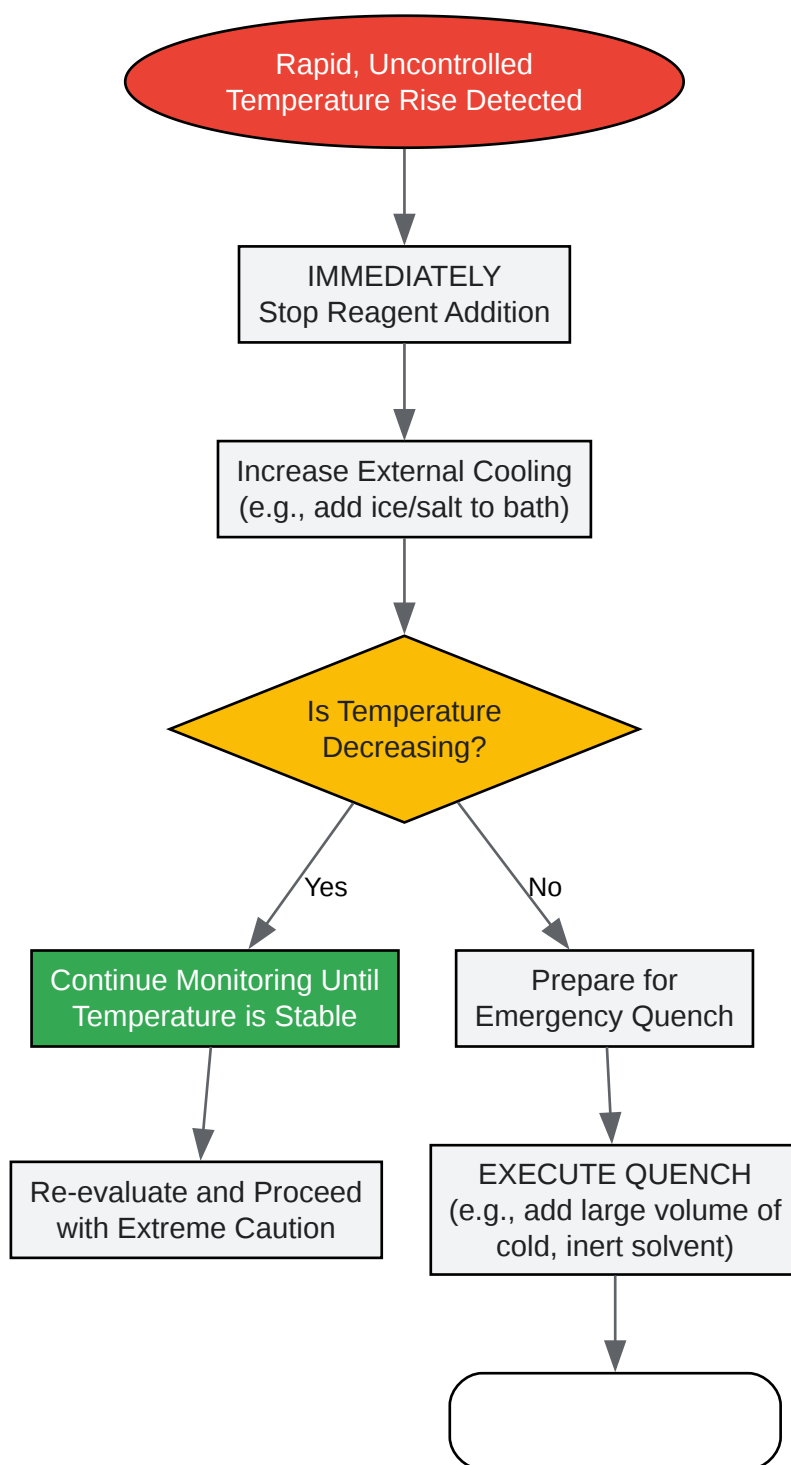 Rapid, Uncontrolled
Temperature Rise Detected
IMMEDIATELY
Stop Reagent Addition
Increase External Cooling
(e.g., add ice/salt to bath)
Is Temperature
Decreasing?
Yes
No
Continue Monitoring Until
Temperature is Stable
Prepare for
Emergency Quench
Re-evaluate and Proceed
with Extreme Caution
EXECUTE QUENCH
(e.g., add large volume of
cold, inert solvent)